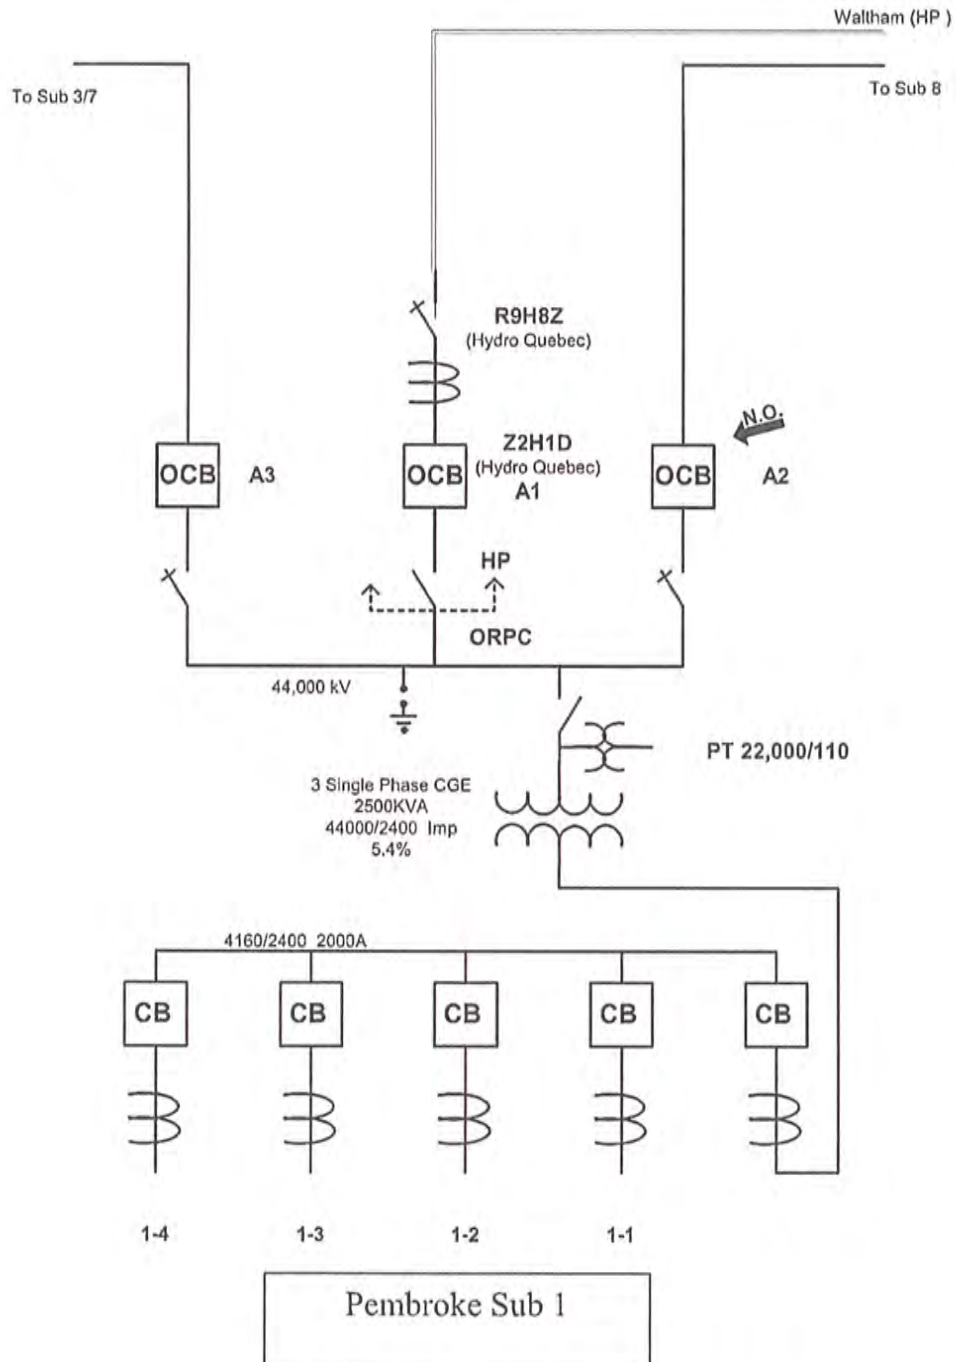 Waltham (HP )
To Sub 3/7
To Sub 8
R9H8Z
(Hydro Quebec)
N.O.
OCB
A3
Z2H1D
(Hydro Quebec)
A1
OCB
OCB
A2
HP
ORPC
44,000 kV
PT 22,000/110
3 Single Phase CGE
2500KVA
44000/2400 Imp
5.4%
4160/2400 2000A
CB
CB
CB
CB
CB
1-4
1-3
1-2
1-1
Pembroke Sub 1